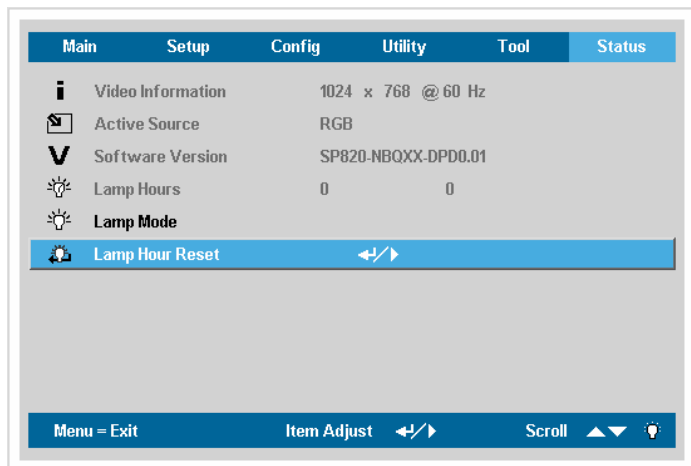 Main Setup Config Utility Tool Status
Video Information 1024 x 768 @ 60 Hz
Active Source RGB
Software Version SP820-NBQXX-DPD0.01
Lamp Hours 0 0
Lamp Mode
Lamp Hour Reset
Menu = Exit Item Adjust Scroll